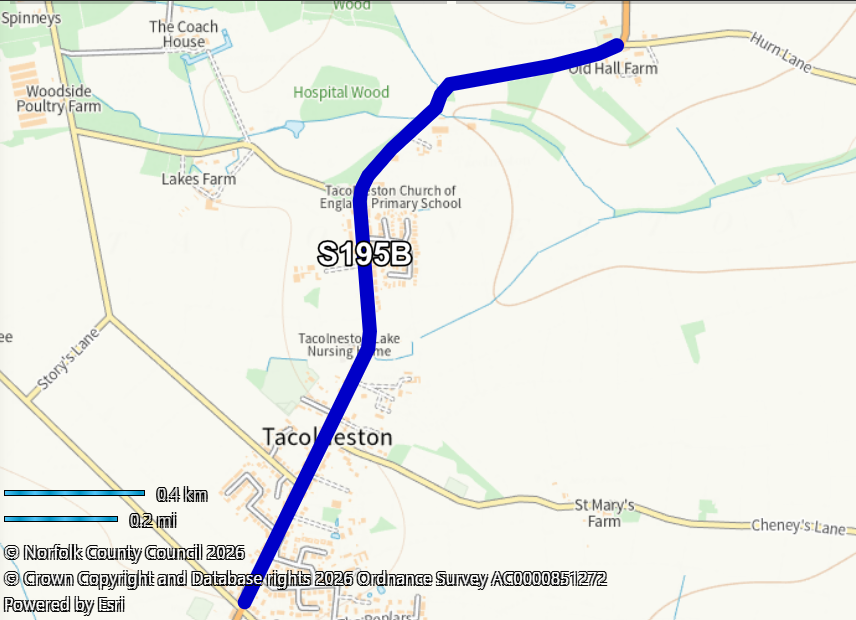 Wood
Spinneys
The Coach
House
Hurn Lane
Old Hall Farm
Woodside
Poultry Farm
Hospital Wood
Lakes Farm
Tacolneston Church of
England Primary School
S195B
Tacolneston Lake
Nursing Home
Story's Lane
Tacolneston
St Mary's
Farm
Cheney's Lane
0.4 km
0.2 mi
© Norfolk County Council 2026
© Crown Copyright and Database rights 2026 Ordnance Survey AC0000851272
Powered by Esri
The Poplars